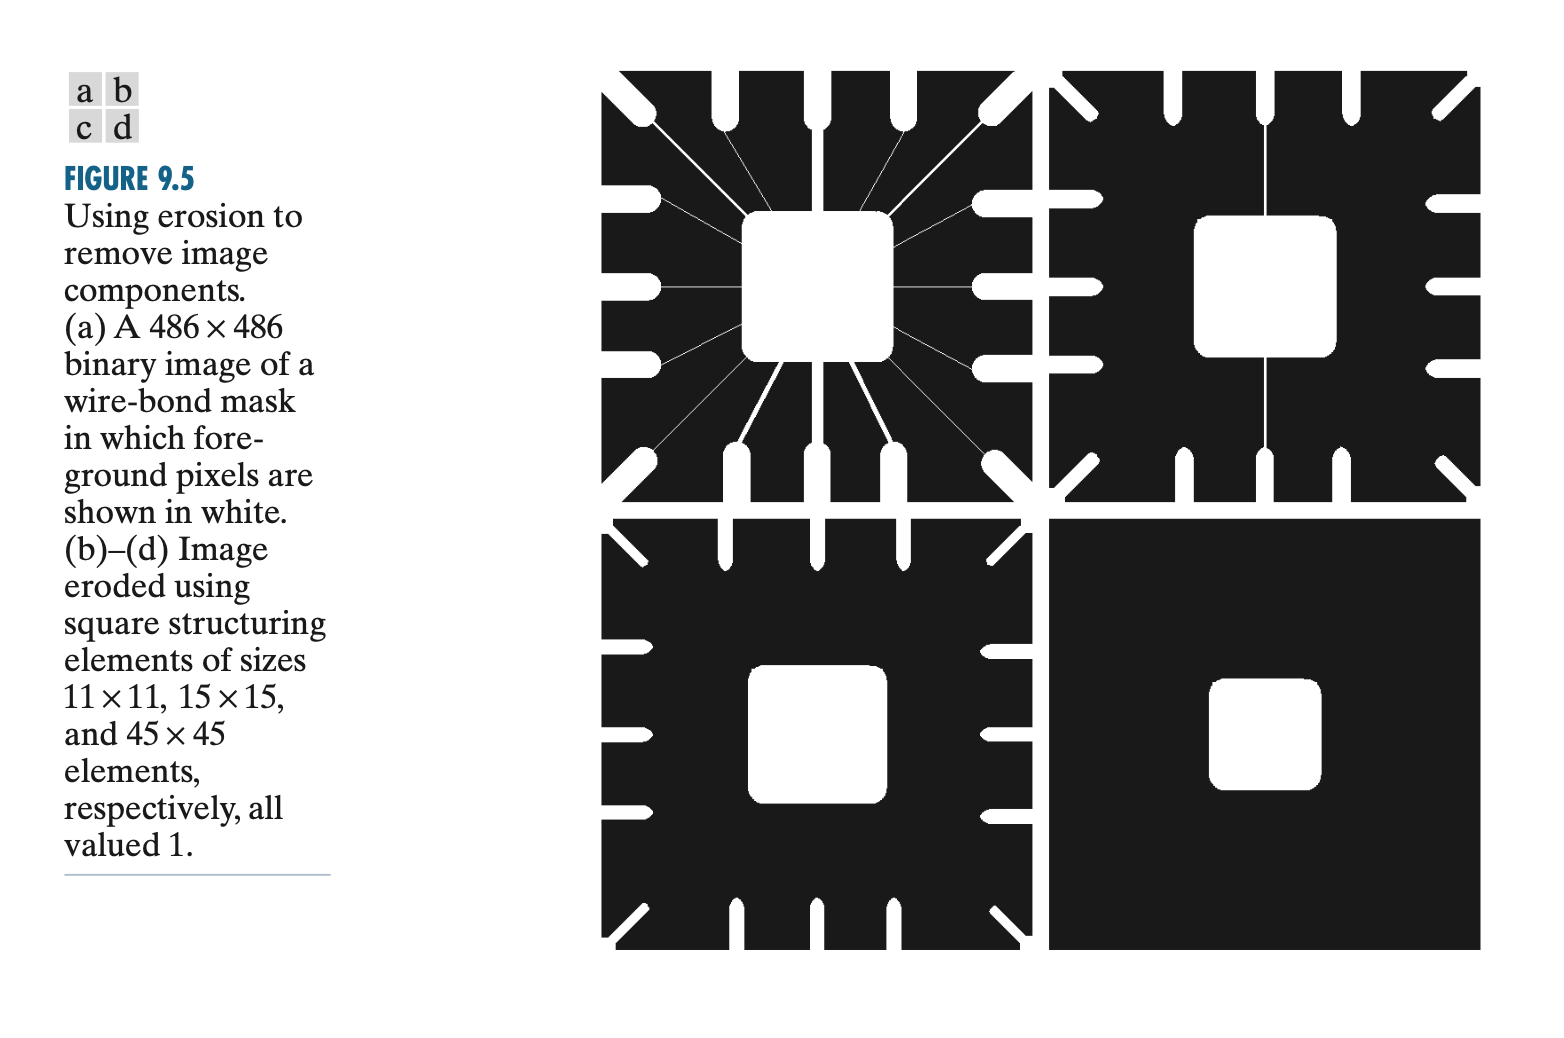 a b
c d
FIGURE 9.5
Using erosion to
remove image
components.
(a) A 486 × 486
binary image of a
wire-bond mask
in which fore-
ground pixels are
shown in white.
(b)–(d) Image
eroded using
square structuring
elements of sizes
11 × 11, 15 × 15,
and 45 × 45
elements,
respectively, all
valued 1.